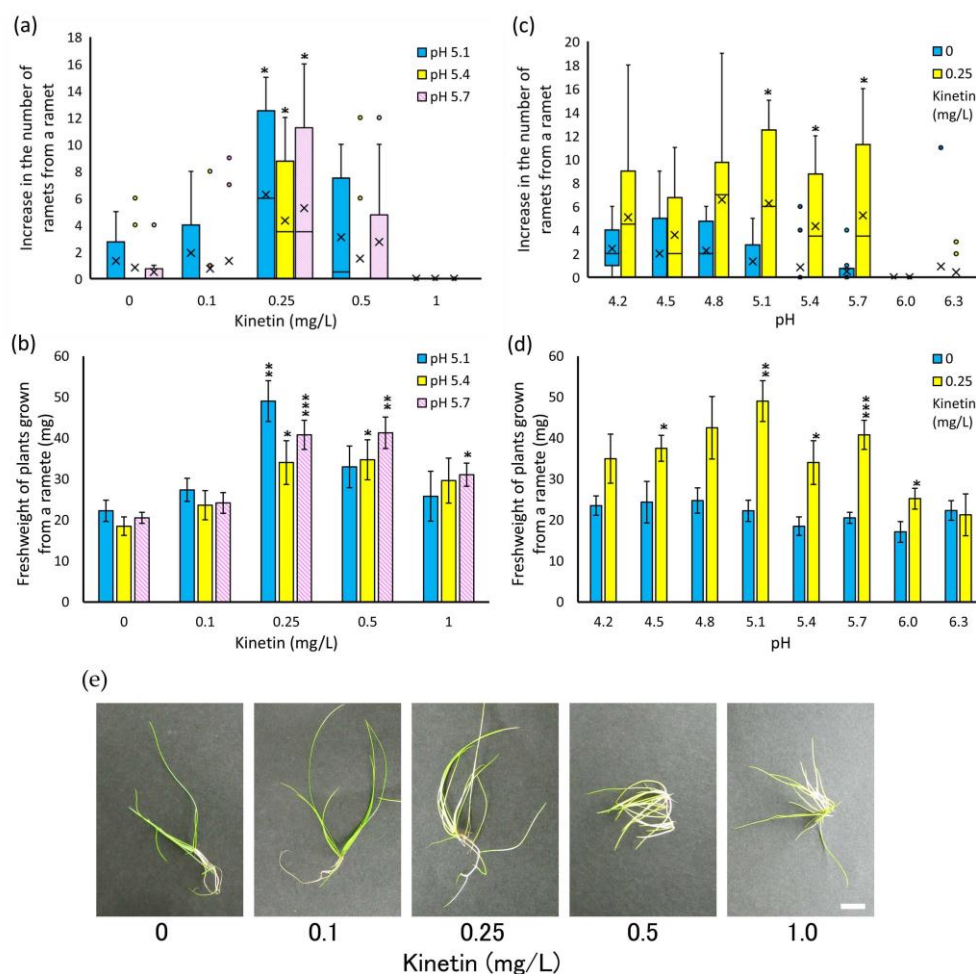 (a)
Increase in the number of
ramets from a ramet
18
16
14
12
10
8
6
4
2
0
* * *
pH 5.1
pH 5.4
pH 5.7
0 0.1 0.25 0.5 1
Kinetin (mg/L)
(c)
Increase in the number of
ramets from a ramet
20
18
16
14
12
10
8
6
4
2
0
* * *
0
0.25
Kinetin
(mg/L)
4.2 4.5 4.8 5.1 5.4 5.7 6.0 6.3
pH
(b)
Freshweight of plants grown
from a ramete (mg)
60
50
40
30
20
10
0
** * *** * ** *
pH 5.1
pH 5.4
pH 5.7
0 0.1 0.25 0.5 1
Kinetin (mg/L)
(d)
Freshweight of plants grown
from a ramete (mg)
60
50
40
30
20
10
0
* ** * *** *
0
0.25
Kinetin
(mg/L)
4.2 4.5 4.8 5.1 5.4 5.7 6.0 6.3
pH
(e)
0 0.1 0.25 0.5 1.0
Kinetin (mg/L)